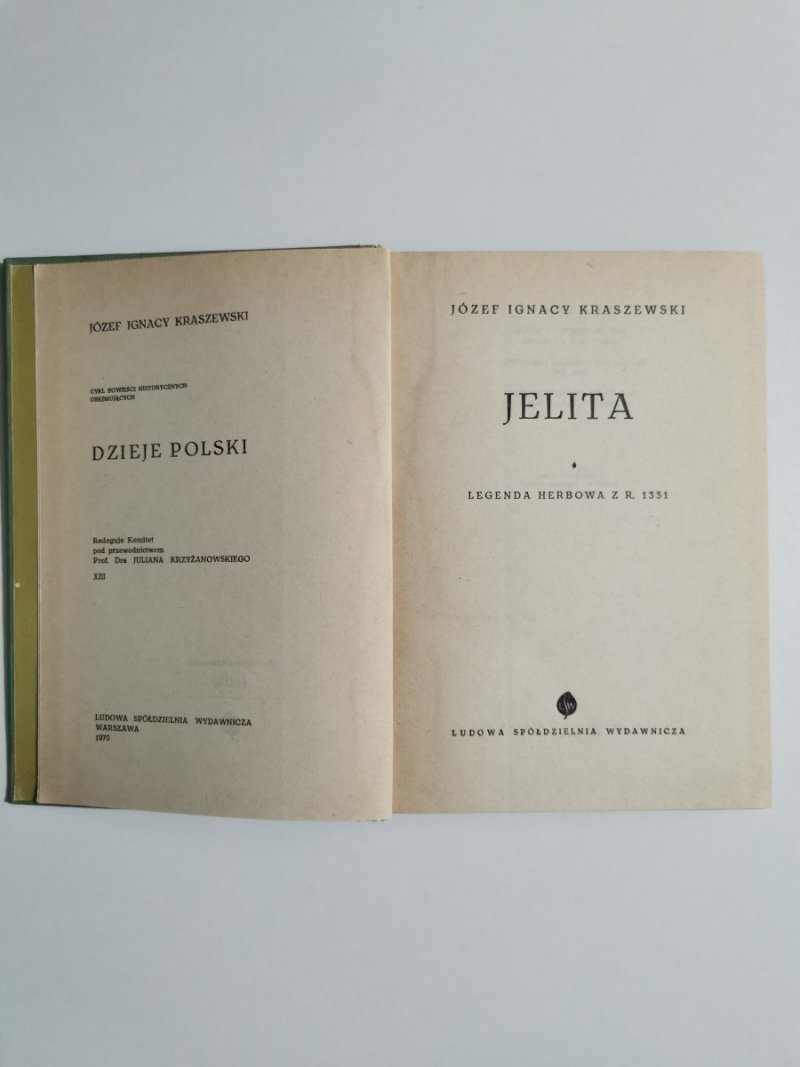 JÓZEF IGNACY KRASZEWSKI
CYKL POWIEŚCI HISTORYCZNYCH
OBEJMUJĄCYCH
DZIEJE POLSKI
Redaguje Komitet
pod przewodnictwem
Prof. Dra JULIANA KRZYŻANOWSKIEGO
XIII
LUDOWA SPÓŁDZIELNIA WYDAWNICZA
WARSZAWA
1970
JÓZEF IGNACY KRASZEWSKI
JELITA
LEGENDA HERBOWA Z R. 1331
LSW
LUDOWA SPÓŁDZIELNIA WYDAWNICZA